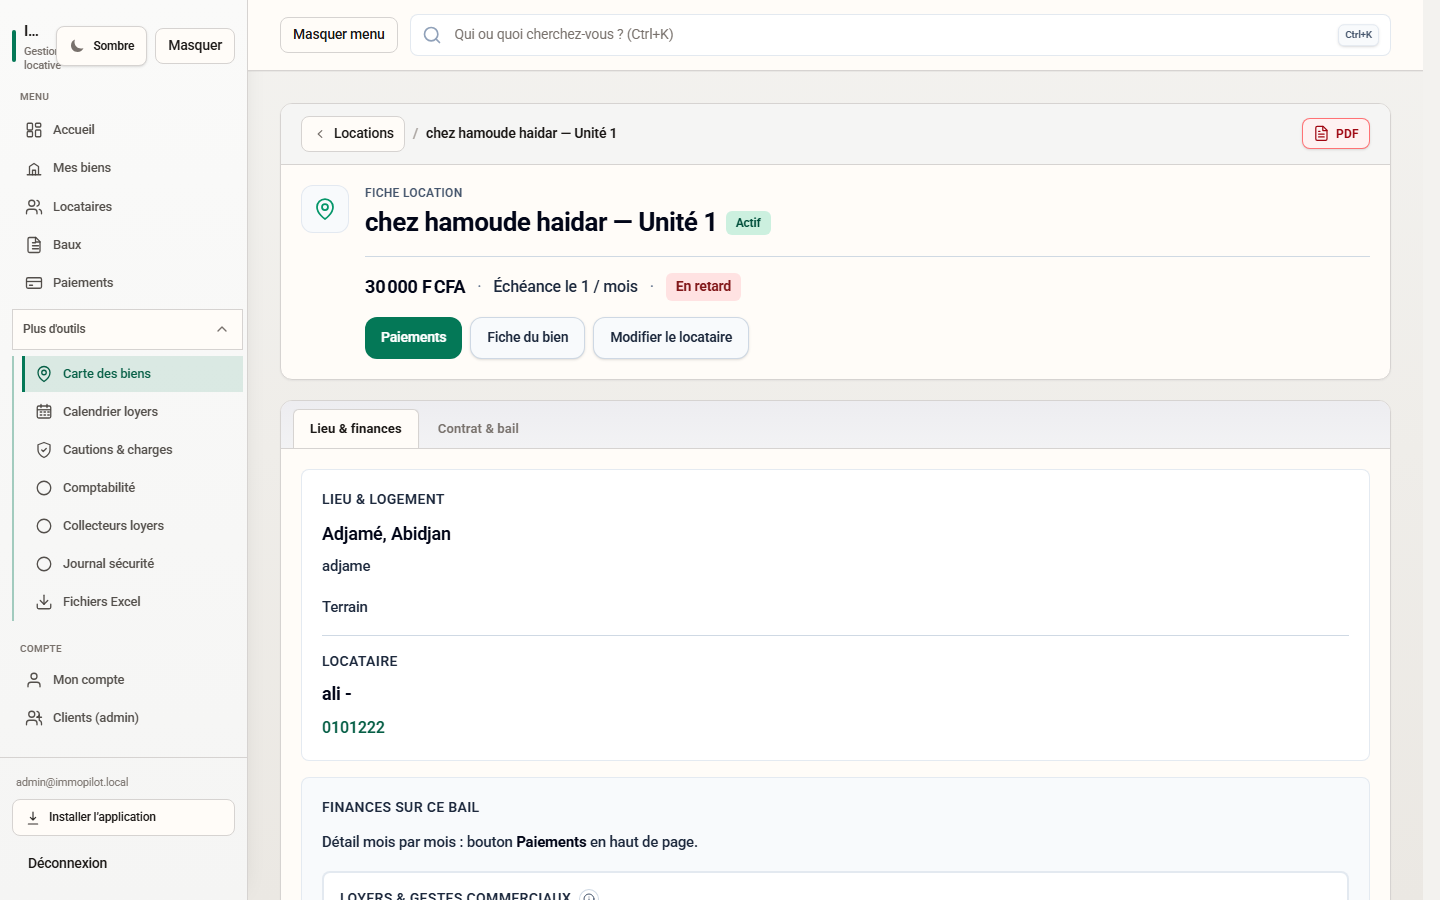 I...
Gestion
locative
Sombre
Masquer
MENU
Accueil
Mes biens
Locataires
Baux
Paiements
Plus d'outils
Carte des biens
Calendrier loyers
Cautions & charges
Comptabilité
Collecteurs loyers
Journal sécurité
Fichiers Excel
COMPTE
Mon compte
Clients (admin)
admin@immopilot.local
Installer l'application
Déconnexion
Masquer menu
Qui ou quoi cherchez-vous ? (Ctrl+K)
Ctrl+K
Locations / chez hamoude haidar — Unité 1
PDF
FICHE LOCATION
chez hamoude haidar — Unité 1 Actif
30 000 F CFA · Échéance le 1 / mois · En retard
Paiements
Fiche du bien
Modifier le locataire
Lieu & finances
Contrat & bail
LIEU & LOGEMENT
Adjamé, Abidjan
adjame
Terrain
LOCATAIRE
ali -
0101222
FINANCES SUR CE BAIL
Détail mois par mois : bouton Paiements en haut de page.
LOYERS & GESTES COMMERCIAUX